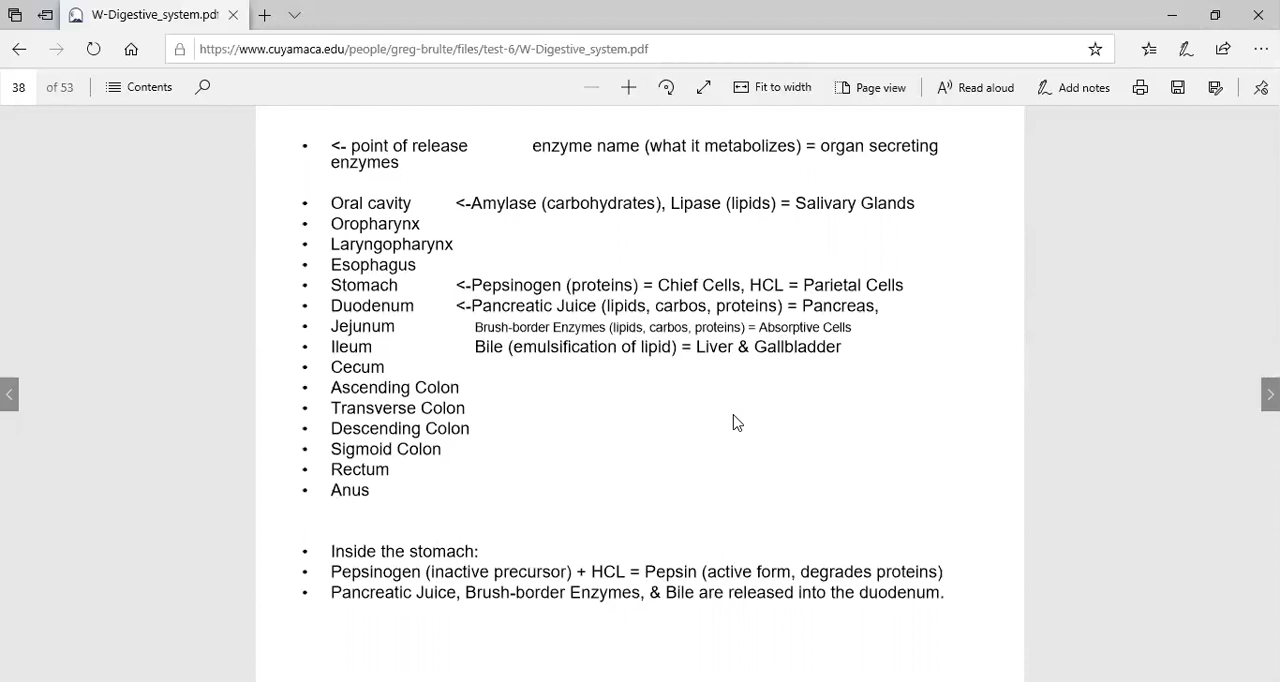 W-Digestive_system.pdf
https://www.cuyamaca.edu/people/greg-brulte/files/test-6/W-Digestive_system.pdf
38 of 53 Contents Fit to width Page view Read aloud Add notes
• <- point of release enzyme name (what it metabolizes) = organ secreting
enzymes
• Oral cavity <-Amylase (carbohydrates), Lipase (lipids) = Salivary Glands
• Oropharynx
• Laryngopharynx
• Esophagus
• Stomach <-Pepsinogen (proteins) = Chief Cells, HCL = Parietal Cells
• Duodenum <-Pancreatic Juice (lipids, carbos, proteins) = Pancreas,
• Jejunum Brush-border Enzymes (lipids, carbos, proteins) = Absorptive Cells
• Ileum Bile (emulsification of lipid) = Liver & Gallbladder
• Cecum
• Ascending Colon
• Transverse Colon
• Descending Colon
• Sigmoid Colon
• Rectum
• Anus
• Inside the stomach:
• Pepsinogen (inactive precursor) + HCL = Pepsin (active form, degrades proteins)
• Pancreatic Juice, Brush-border Enzymes, & Bile are released into the duodenum.